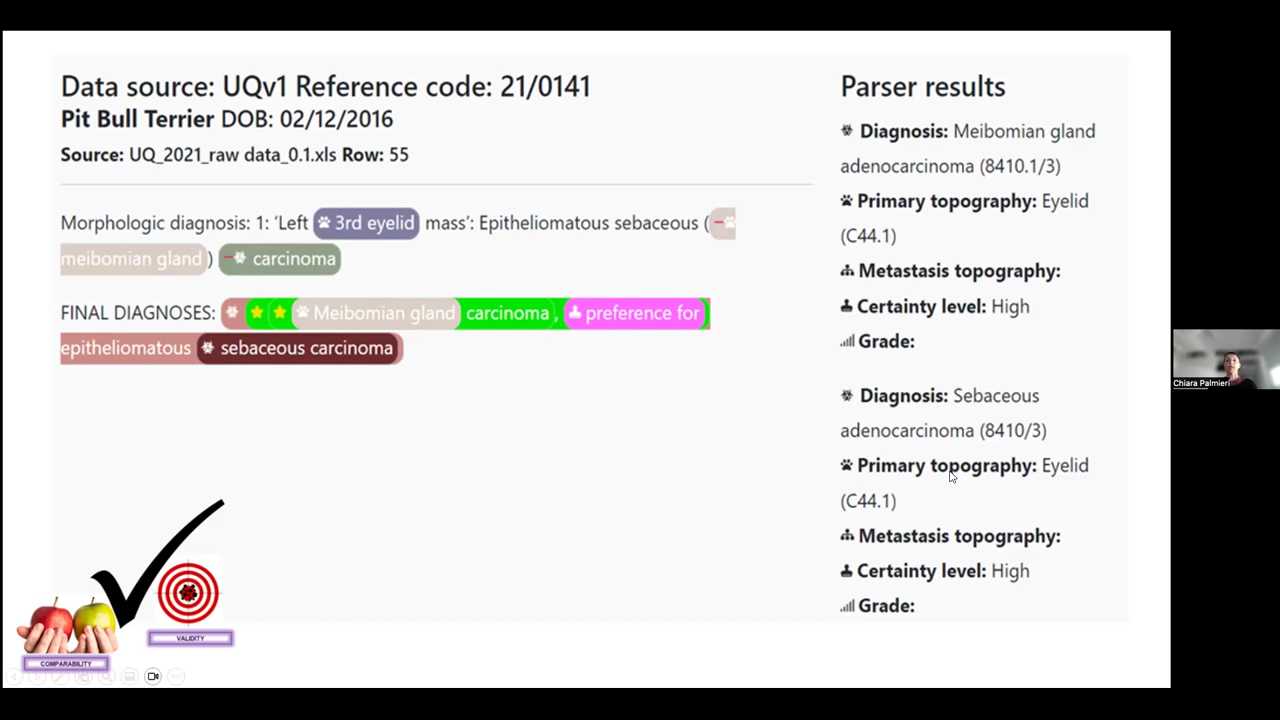 Data source: UQv1 Reference code: 21/0141
Pit Bull Terrier DOB: 02/12/2016
Source: UQ_2021_raw data_0.1.xls Row: 55
Morphologic diagnosis: 1: ‘Left 3rd eyelid mass’: Epitheliomatous sebaceous (
meibomian gland) carcinoma
FINAL DIAGNOSES: Meibomian gland carcinoma, preference for
epitheliomatous sebaceous carcinoma
Parser results
Diagnosis: Meibomian gland
adenocarcinoma (8410.1/3)
Primary topography: Eyelid
(C44.1)
Metastasis topography:
Certainty level: High
Grade:
Diagnosis: Sebaceous
adenocarcinoma (8410/3)
Primary topography: Eyelid
(C44.1)
Metastasis topography:
Certainty level: High
Grade:
VALIDITY
COMPARABILITY
Chiara Palmieri